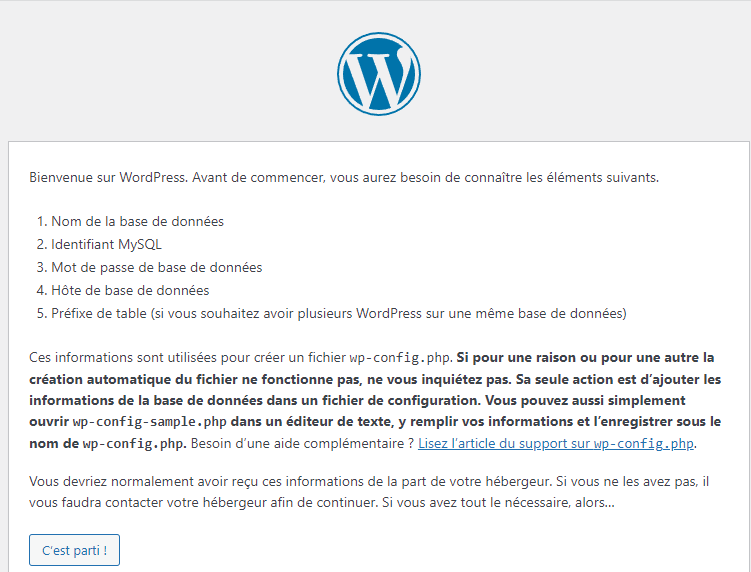 Bienvenue sur WordPress. Avant de commencer, vous aurez besoin de connaître les éléments suivants.
1. Nom de la base de données
2. Identifiant MySQL
3. Mot de passe de base de données
4. Hôte de base de données
5. Préfixe de table (si vous souhaitez avoir plusieurs WordPress sur une même base de données)
Ces informations sont utilisées pour créer un fichier wp-config.php. Si pour une raison ou pour une autre la
création automatique du fichier ne fonctionne pas, ne vous inquiétez pas. Sa seule action est d’ajouter les
informations de la base de données dans un fichier de configuration. Vous pouvez aussi simplement
ouvrir wp-config-sample.php dans un éditeur de texte, y remplir vos informations et l’enregistrer sous le
nom de wp-config.php. Besoin d’une aide complémentaire ? Lisez l’article du support sur wp-config.php.
Vous devriez normalement avoir reçu ces informations de la part de votre hébergeur. Si vous ne les avez pas, il
vous faudra contacter votre hébergeur afin de continuer. Si vous avez tout le nécessaire, alors…
C’est parti !